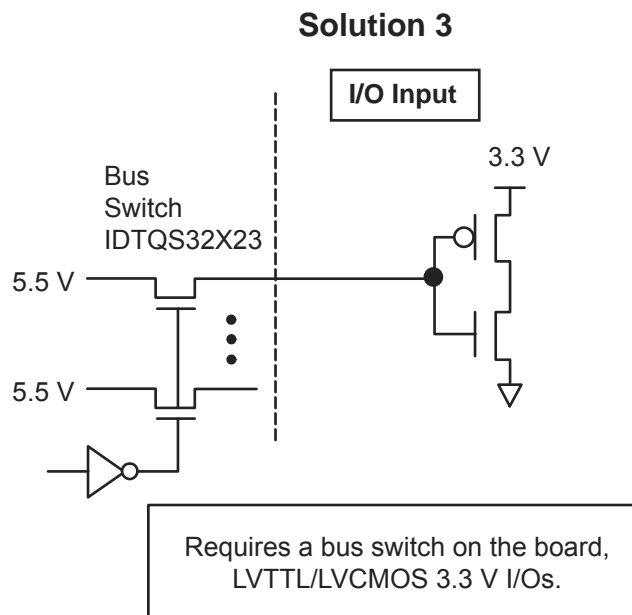 Solution 3
I/O Input
3.3 V
Bus
Switch
IDTQS32X23
5.5 V
5.5 V
Requires a bus switch on the board,
LVTTL/LVCMOS 3.3 V I/Os.